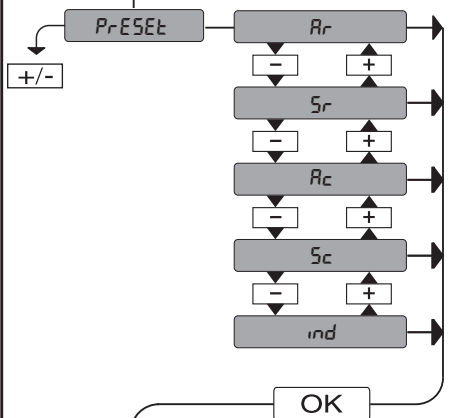 PrESEt
Ar
+/-
- +
Sr
- +
Ac
- +
Sc
- +
ind
OK